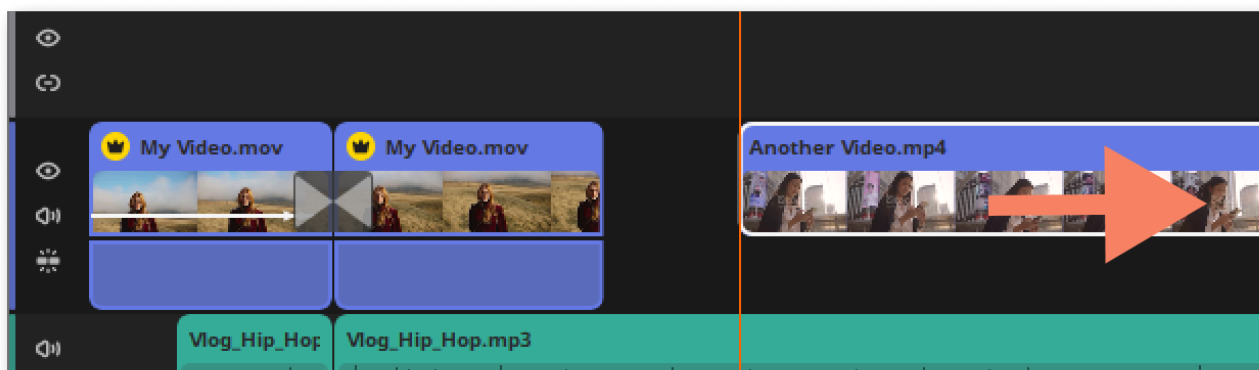 My Video.mov
My Video.mov
Another Video.mp4
Vlog_Hip_Hop
Vlog_Hip_Hop.mp3